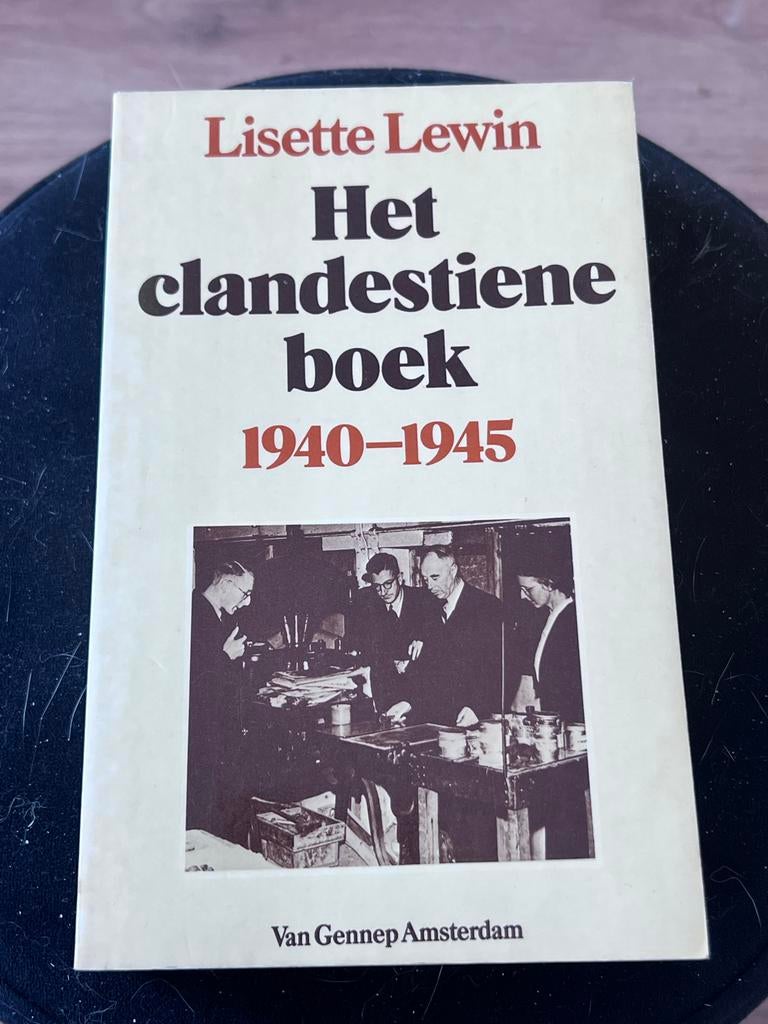 Lisette Lewin
Het
clandestiene
boek
1940–1945
Van Gennep Amsterdam